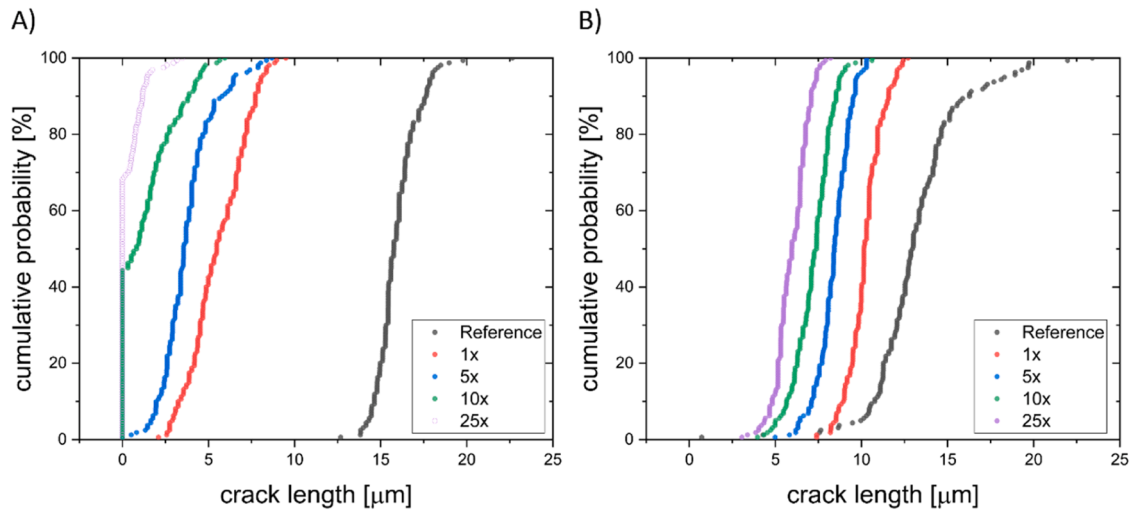 A)
B)
cumulative probability [%]
100
80
60
40
20
0
0
5
10
15
20
25
crack length [μm]
Reference
1x
5x
10x
25x
cumulative probability [%]
100
80
60
40
20
0
0
5
10
15
20
25
crack length [μm]
Reference
1x
5x
10x
25x